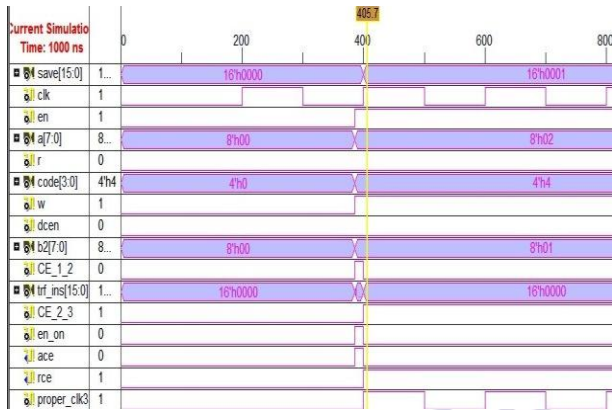 405.7
Current Simulatio
Time: 1000 ns
0 200 400 600 800
save[15:0] 1... 16'h0000 16'h0001
clk 1
en 1
a[7:0] 8... 8'h00 8'h02
r 0
code[3:0] 4'h4 4'h0 4'h4
w 1
dcen 0
b2[7:0] 8... 8'h00 8'h01
CE_1_2 0
trf_ins[15:0] 1... 16'h0000 16'h0000
CE_2_3 1
en_on 0
ace 0
rce 1
proper_clk3 1